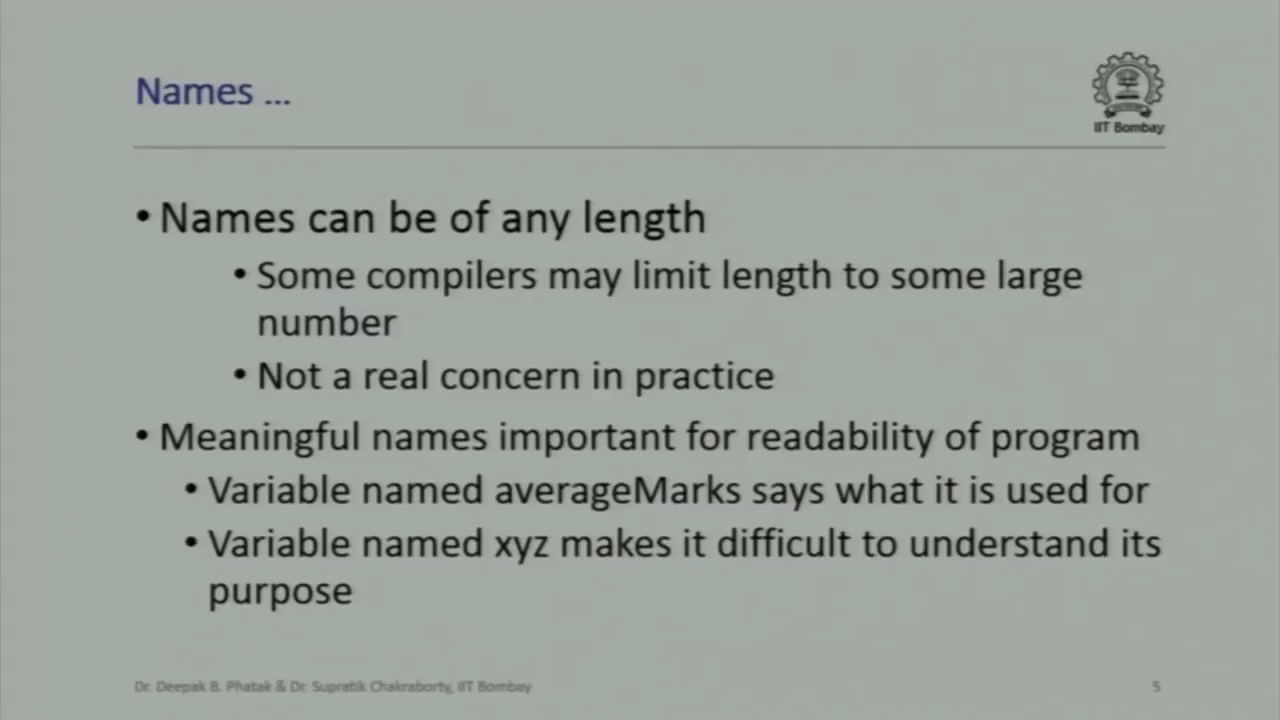 Names ...
IIT Bombay
• Names can be of any length
• Some compilers may limit length to some large
number
• Not a real concern in practice
• Meaningful names important for readability of program
• Variable named averageMarks says what it is used for
• Variable named xyz makes it difficult to understand its
purpose
Dr. Deepak B. Phatak & Dr. Supratik Chakraborty, IIT Bombay
5